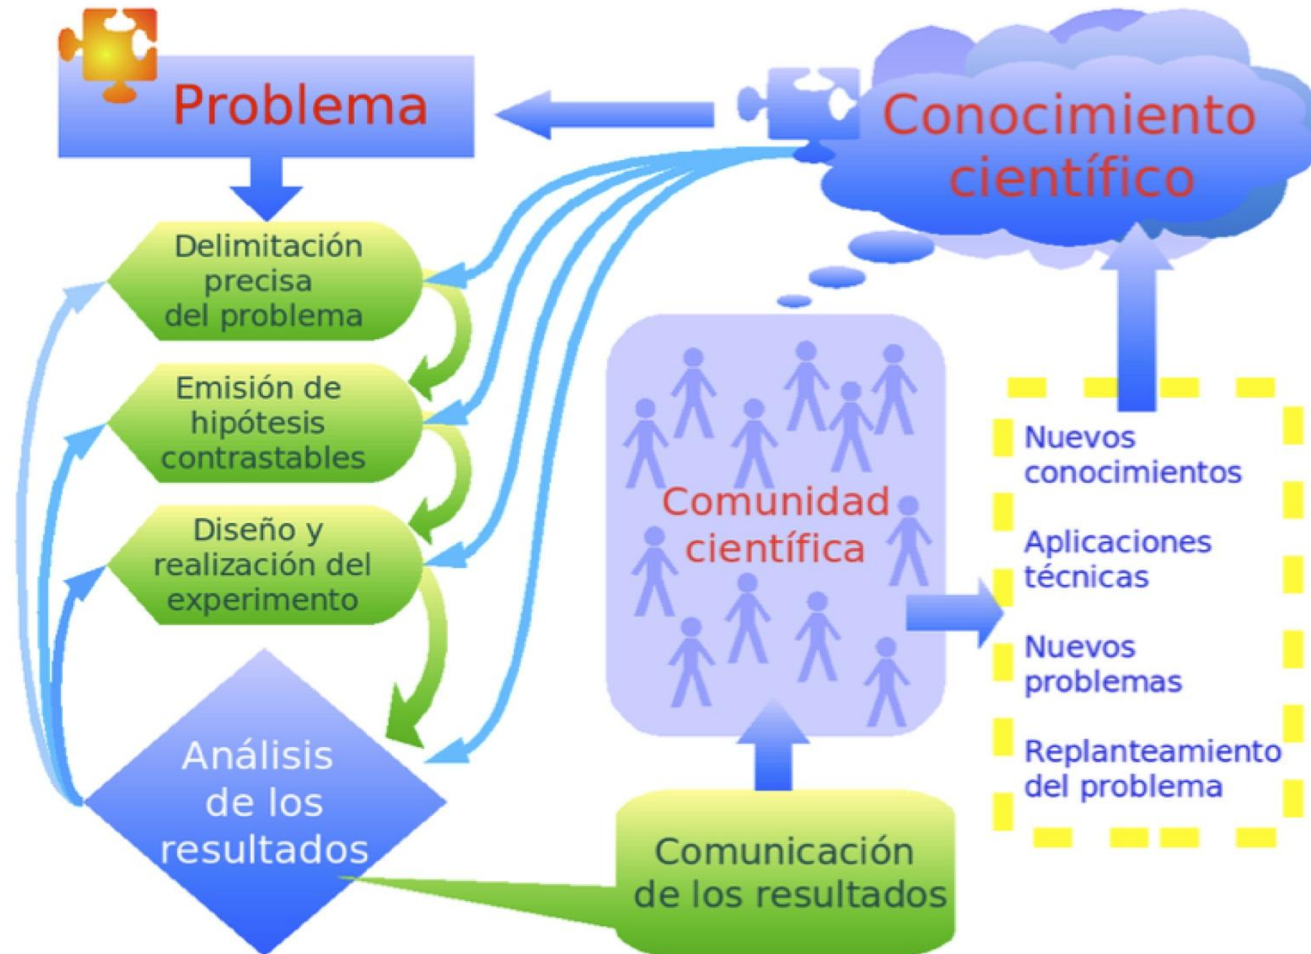 Problema
Conocimiento
científico
Delimitación
precisa
del problema
Emisión de
hipótesis
contrastables
Diseño y
realización del
experimento
Análisis
de los
resultados
Comunicación
de los resultados
Comunidad
científica
Nuevos
conocimientos
Aplicaciones
técnicas
Nuevos
problemas
Replanteamiento
del problema